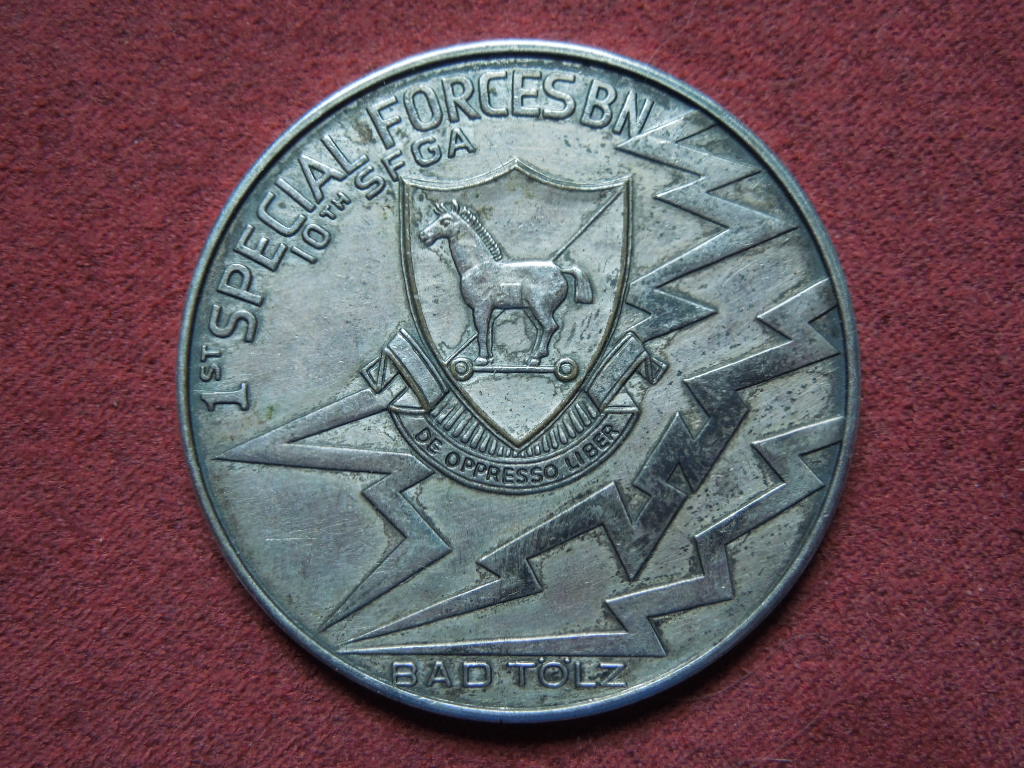 1ST SPECIAL FORCES BN
10TH SFGA
DE OPPRESSO LIBER
BAD TÖLZ